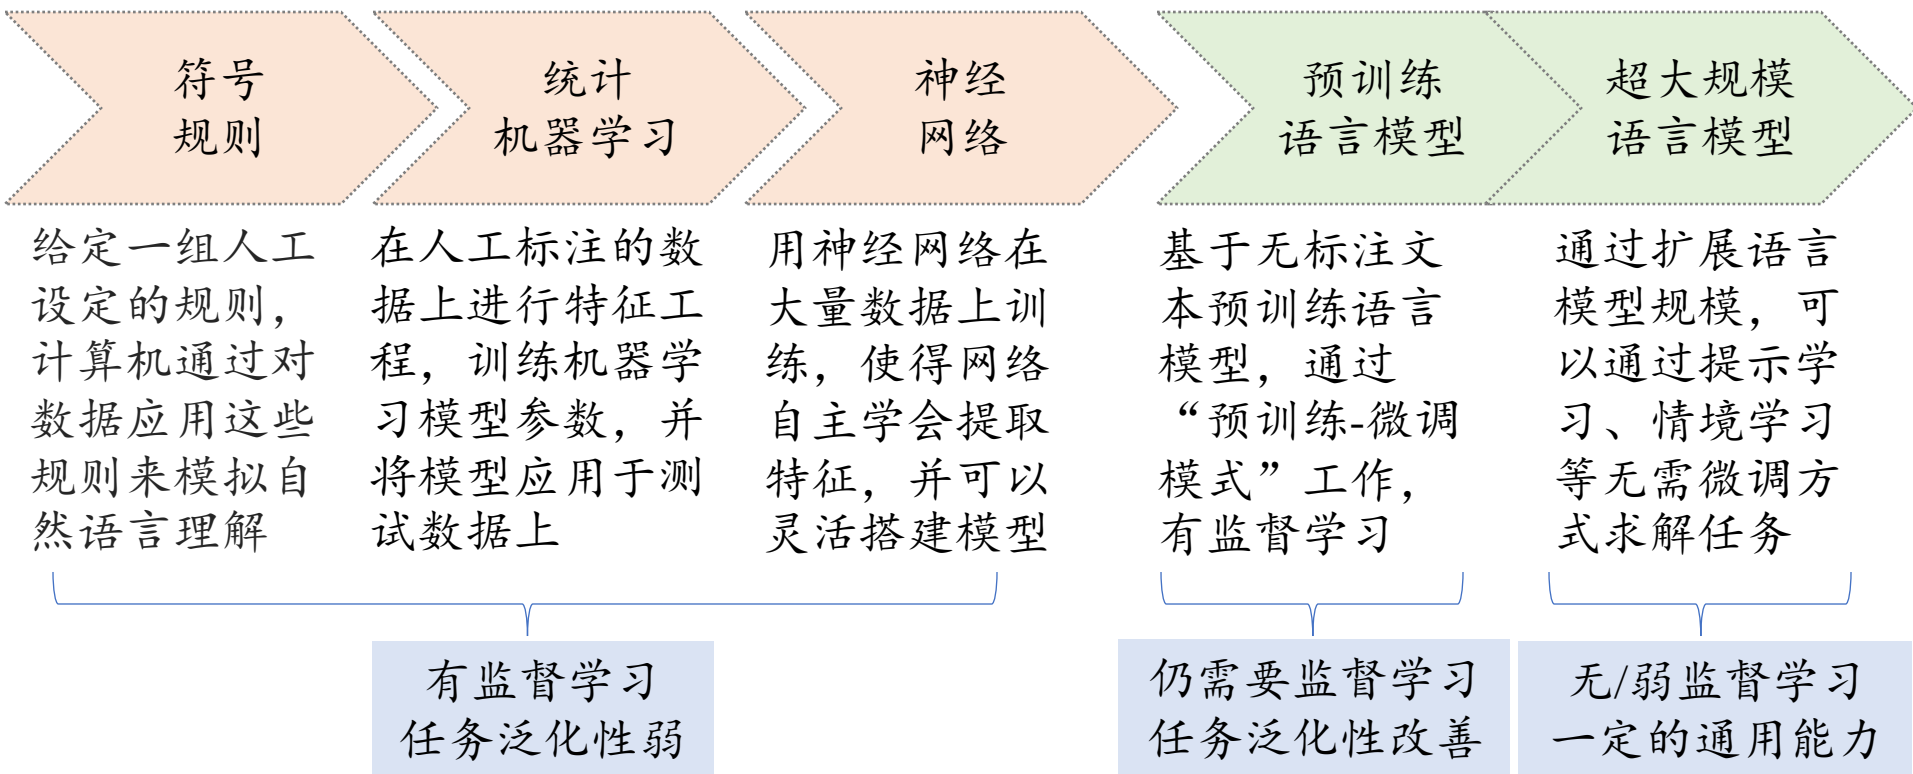 符号
规则
统计
机器学习
神经
网络
预训练
语言模型
超大规模
语言模型
给定一组人工
设定的规则，
计算机通过对
数据应用这些
规则来模拟自
然语言理解
在人工标注的数
据上进行特征工
程，训练机器学
习模型参数，并
将模型应用于测
试数据上
用神经网络在
大量数据上训
练，使得网络
自主学会提取
特征，并可以
灵活搭建模型
基于无标注文
本预训练语言
模型，通过
“预训练-微调
模式”工作，
有监督学习
通过扩展语言
模型规模，可
以通过提示学
习、情境学习
等无需微调方
式求解任务
有监督学习
任务泛化性弱
仍需要监督学习
任务泛化性改善
无/弱监督学习
一定的通用能力